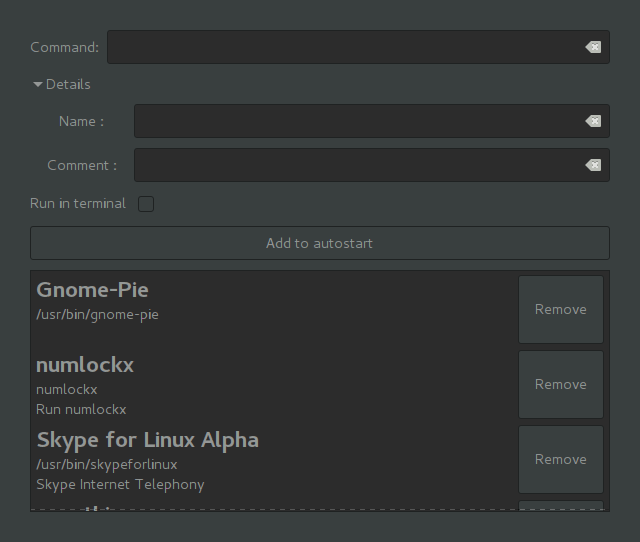 Command:
Details
Name :
Comment :
Run in terminal
Add to autostart
Gnome-Pie
/usr/bin/gnome-pie
Remove
numlockx
numlockx
Run numlockx
Remove
Skype for Linux Alpha
/usr/bin/skypeforlinux
Skype Internet Telephony
Remove